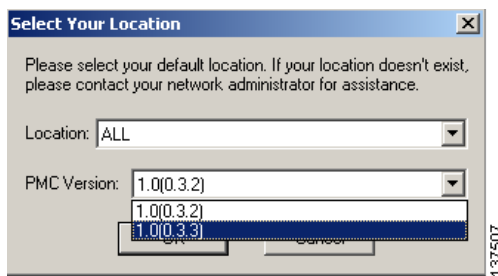 Select Your Location
Please select your default location. If your location doesn't exist,
please contact your network administrator for assistance.
Location: ALL
PMC Version: 1.0(0.3.2)
1.0(0.3.2)
1.0(0.3.3)
137507